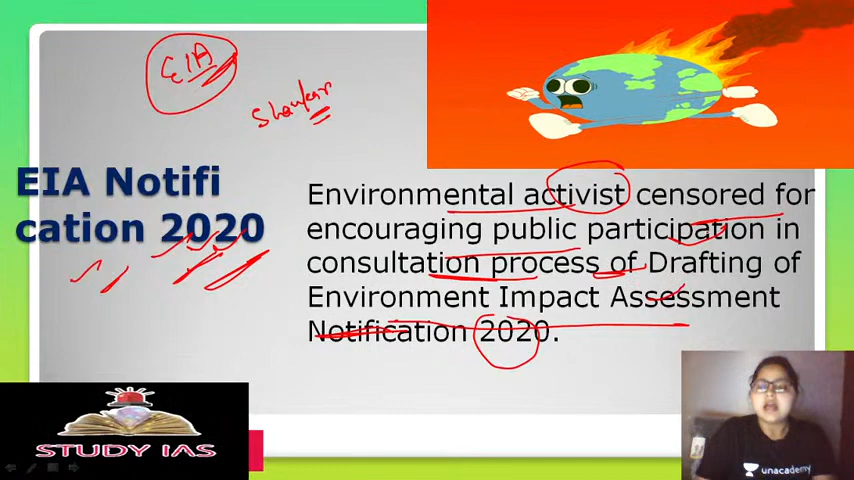 EIA
Shankar
EIA Notifi
cation 2020
Environmental activist censored for
encouraging public participation in
consultation process of Drafting of
Environment Impact Assessment
Notification 2020.
STUDY IAS
unacademy